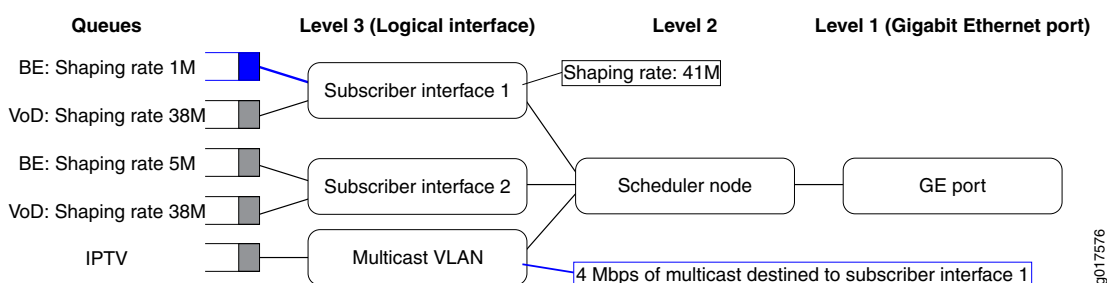 Queues Level 3 (Logical interface) Level 2 Level 1 (Gigabit Ethernet port)
BE: Shaping rate 1M
Subscriber interface 1
Shaping rate: 41M
VoD: Shaping rate 38M
BE: Shaping rate 5M
Subscriber interface 2
Scheduler node
GE port
VoD: Shaping rate 38M
IPTV
Multicast VLAN
4 Mbps of multicast destined to subscriber interface 1
g017576